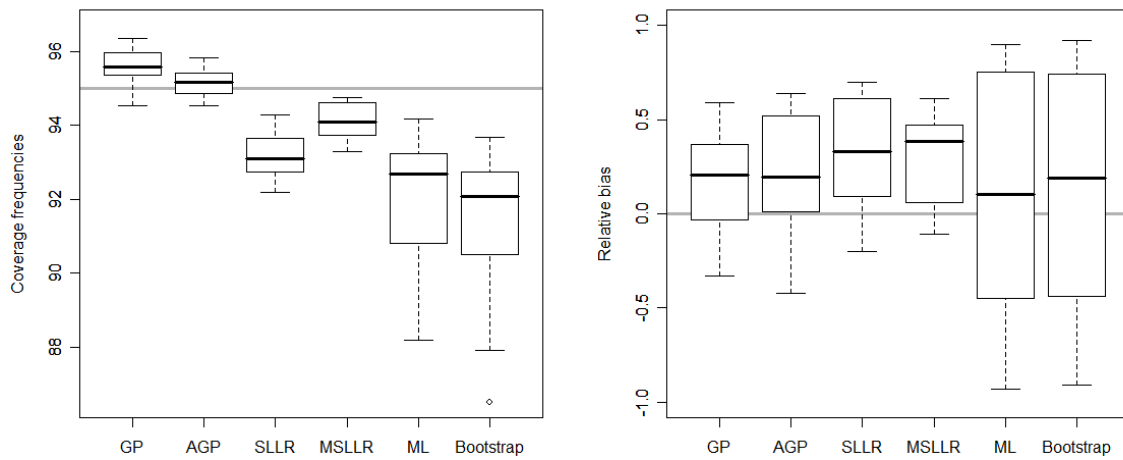 Coverage frequencies
96
94
92
90
88
GP AGP SLLR MSLLR ML Bootstrap
Relative bias
1.0
0.5
0.0
-0.5
-1.0
GP AGP SLLR MSLLR ML Bootstrap